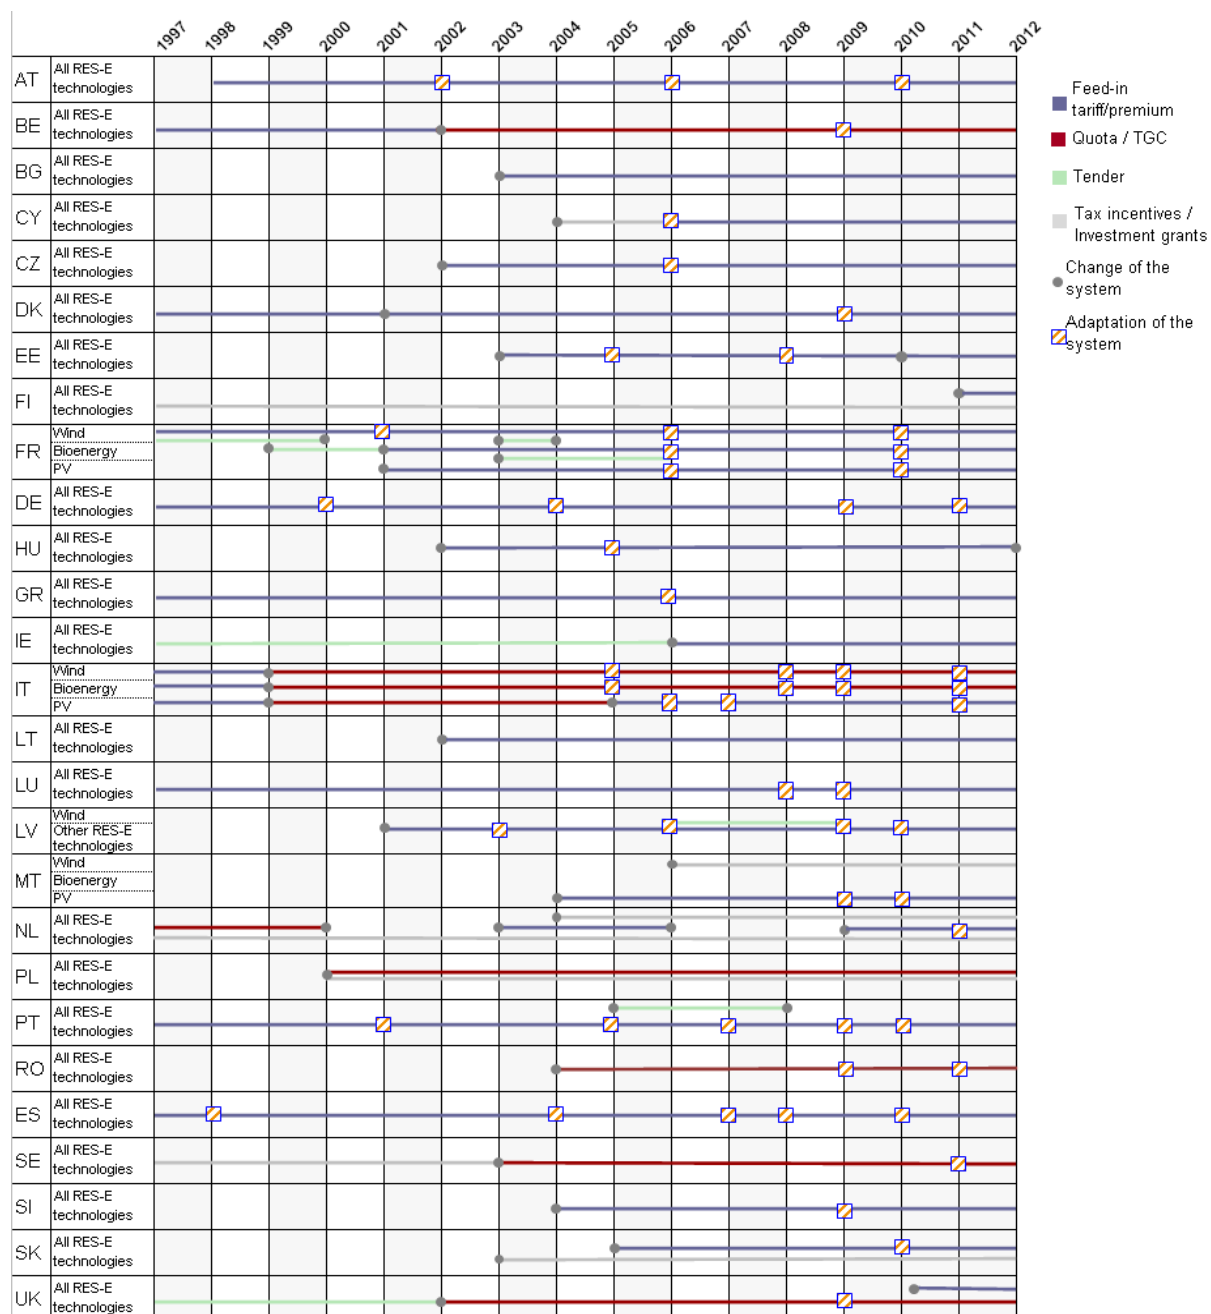 1997 1998 1999 2000 2001 2002 2003 2004 2005 2006 2007 2008 2009 2010 2011 2012
AT
All RES-E
technologies
BE
All RES-E
technologies
BG
All RES-E
technologies
CY
All RES-E
technologies
CZ
All RES-E
technologies
DK
All RES-E
technologies
EE
All RES-E
technologies
FI
All RES-E
technologies
FR
Wind
Bioenergy
PV
DE
All RES-E
technologies
HU
All RES-E
technologies
GR
All RES-E
technologies
IE
All RES-E
technologies
IT
Wind
Bioenergy
PV
LT
All RES-E
technologies
LU
All RES-E
technologies
LV
Wind
Other RES-E
technologies
MT
Wind
Bioenergy
PV
NL
All RES-E
technologies
PL
All RES-E
technologies
PT
All RES-E
technologies
RO
All RES-E
technologies
ES
All RES-E
technologies
SE
All RES-E
technologies
SI
All RES-E
technologies
SK
All RES-E
technologies
UK
All RES-E
technologies
Feed-in
tariff/premium
Quota / TGC
Tender
Tax incentives /
Investment grants
Change of the
system
Adaptation of the
system